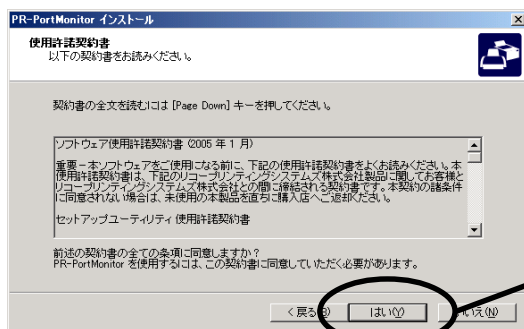 PR-PortMonitor インストール
使用許諾契約書
以下の契約書をお読みください。
契約書の全文を読むには [Page Down] キーを押してください。
ソフトウェア使用許諾契約書 (2005 年 1 月)
重要－本ソフトウェアをご使用になる前に、下記の使用許諾契約書をよくお読みください。本
使用許諾契約書は、下記のリコープリンティングシステムズ株式会社製品に関してお客様と
リコープリンティングシステムズ株式会社との間に締結される契約書です。本契約の諸条件
に同意されない場合は、未使用の本製品を直ちに購入店へご返却ください。
セットアップユーティリティ 使用許諾契約書
前述の契約書の全ての条項に同意しますか?
PR-PortMonitor を使用するには、この契約書に同意していただく必要があります。
< 戻る(B) はい(Y) いいえ(N)